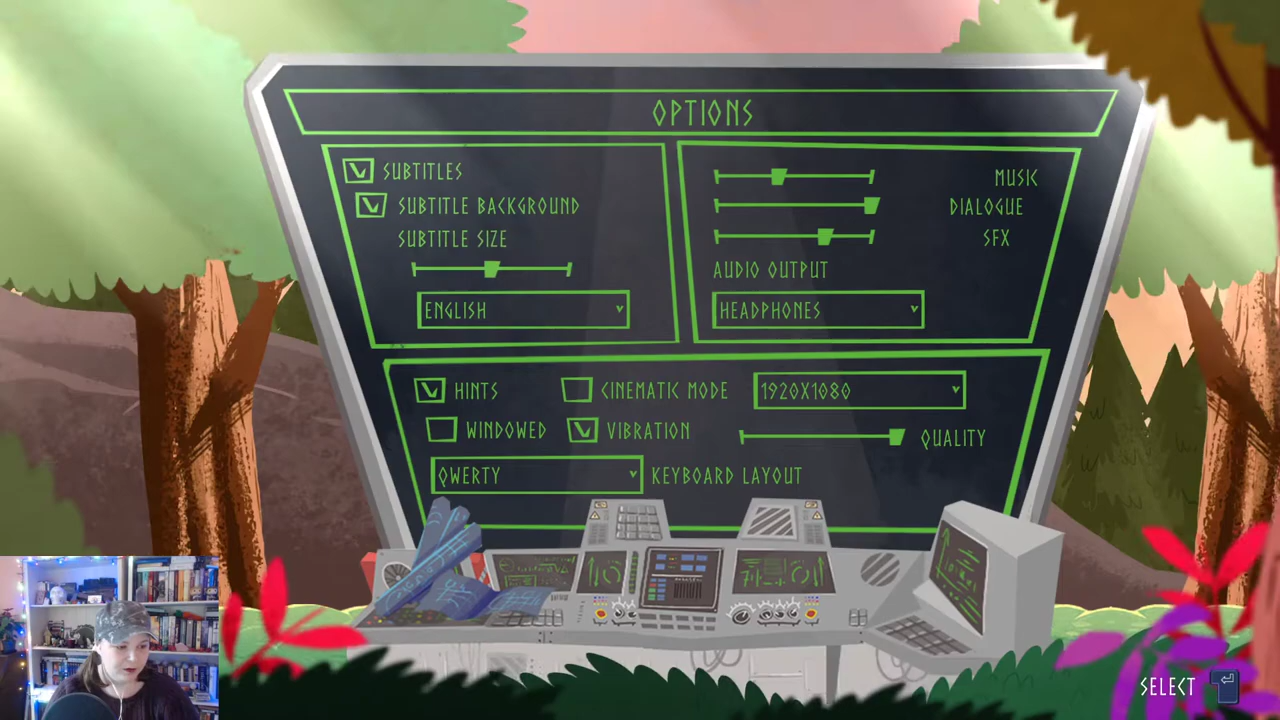 OPTIONS
SUBTITLES
SUBTITLE BACKGROUND
SUBTITLE SIZE
ENGLISH
MUSIC
DIALOGUE
SFX
AUDIO OUTPUT
HEADPHONES
HINTS
CINEMATIC MODE
1920X1080
WINDOWED
VIBRATION
QUALITY
QWERTY
KEYBOARD LAYOUT
SELECT